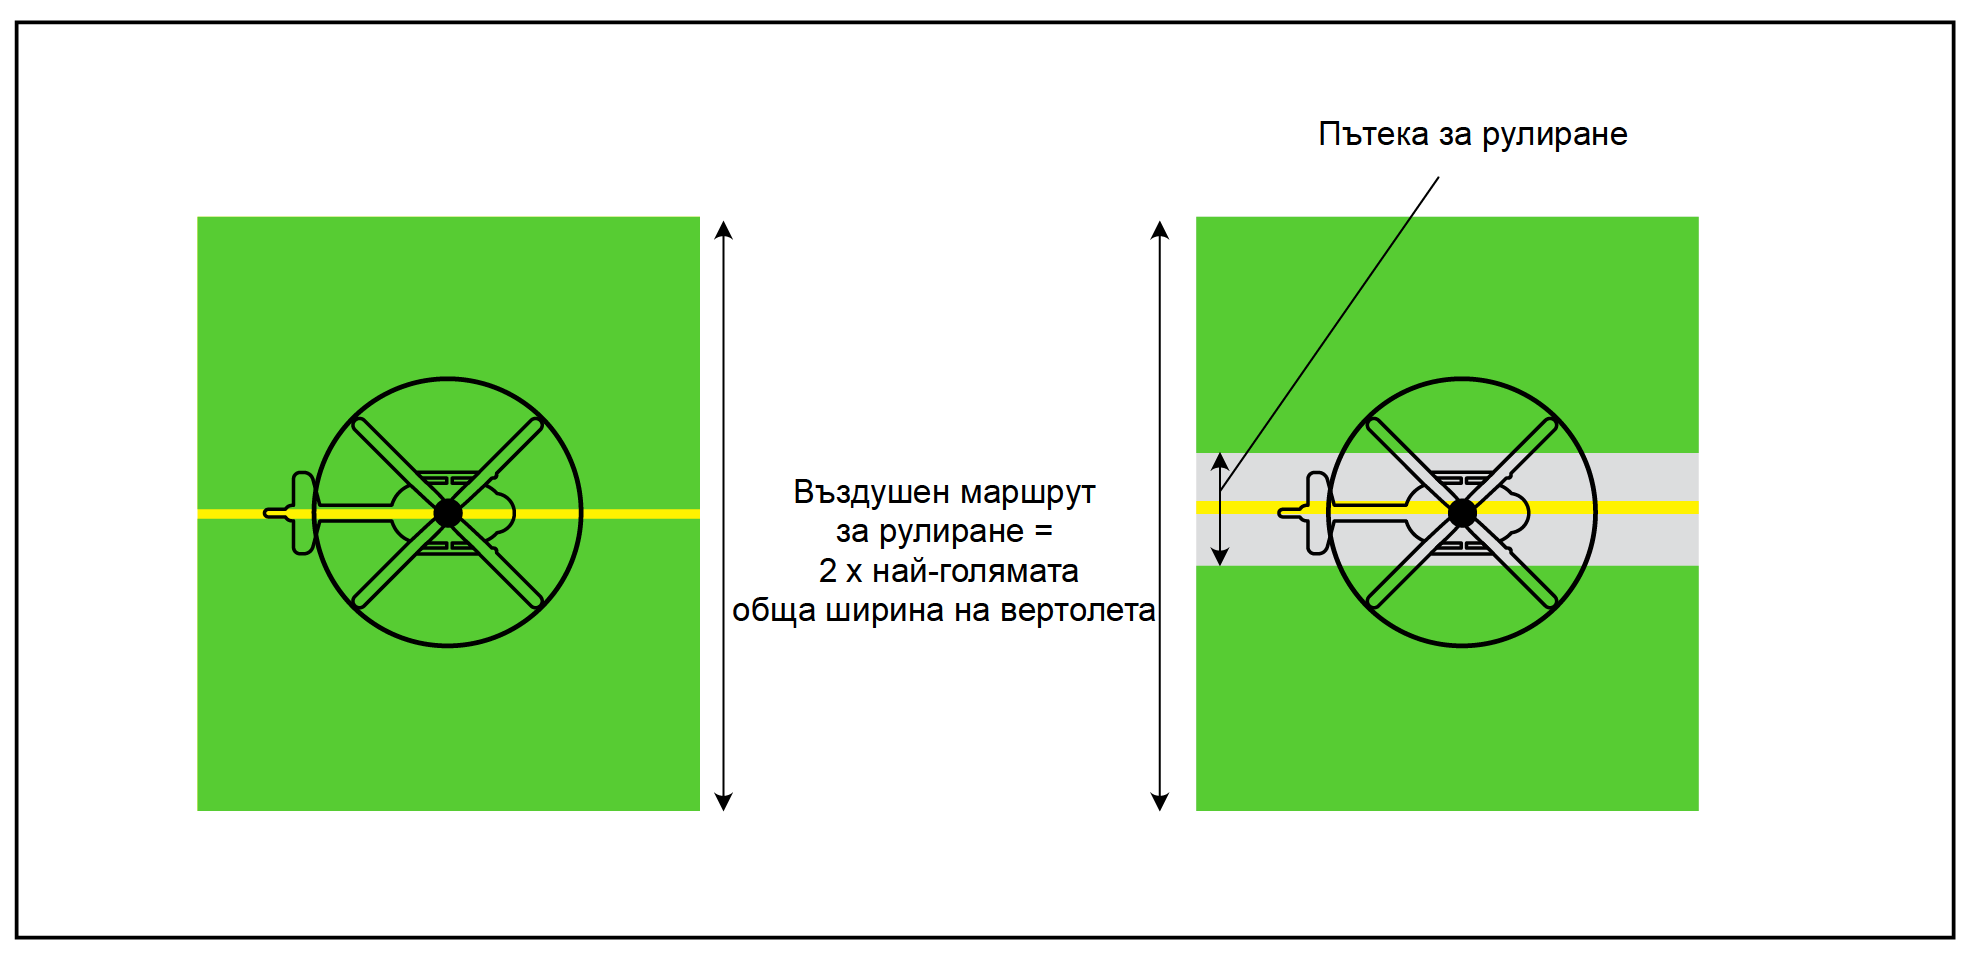 Пътека за рулиране
Въздушен маршрут
за рулиране =
2 x най-голямата
обща ширина на вертолета